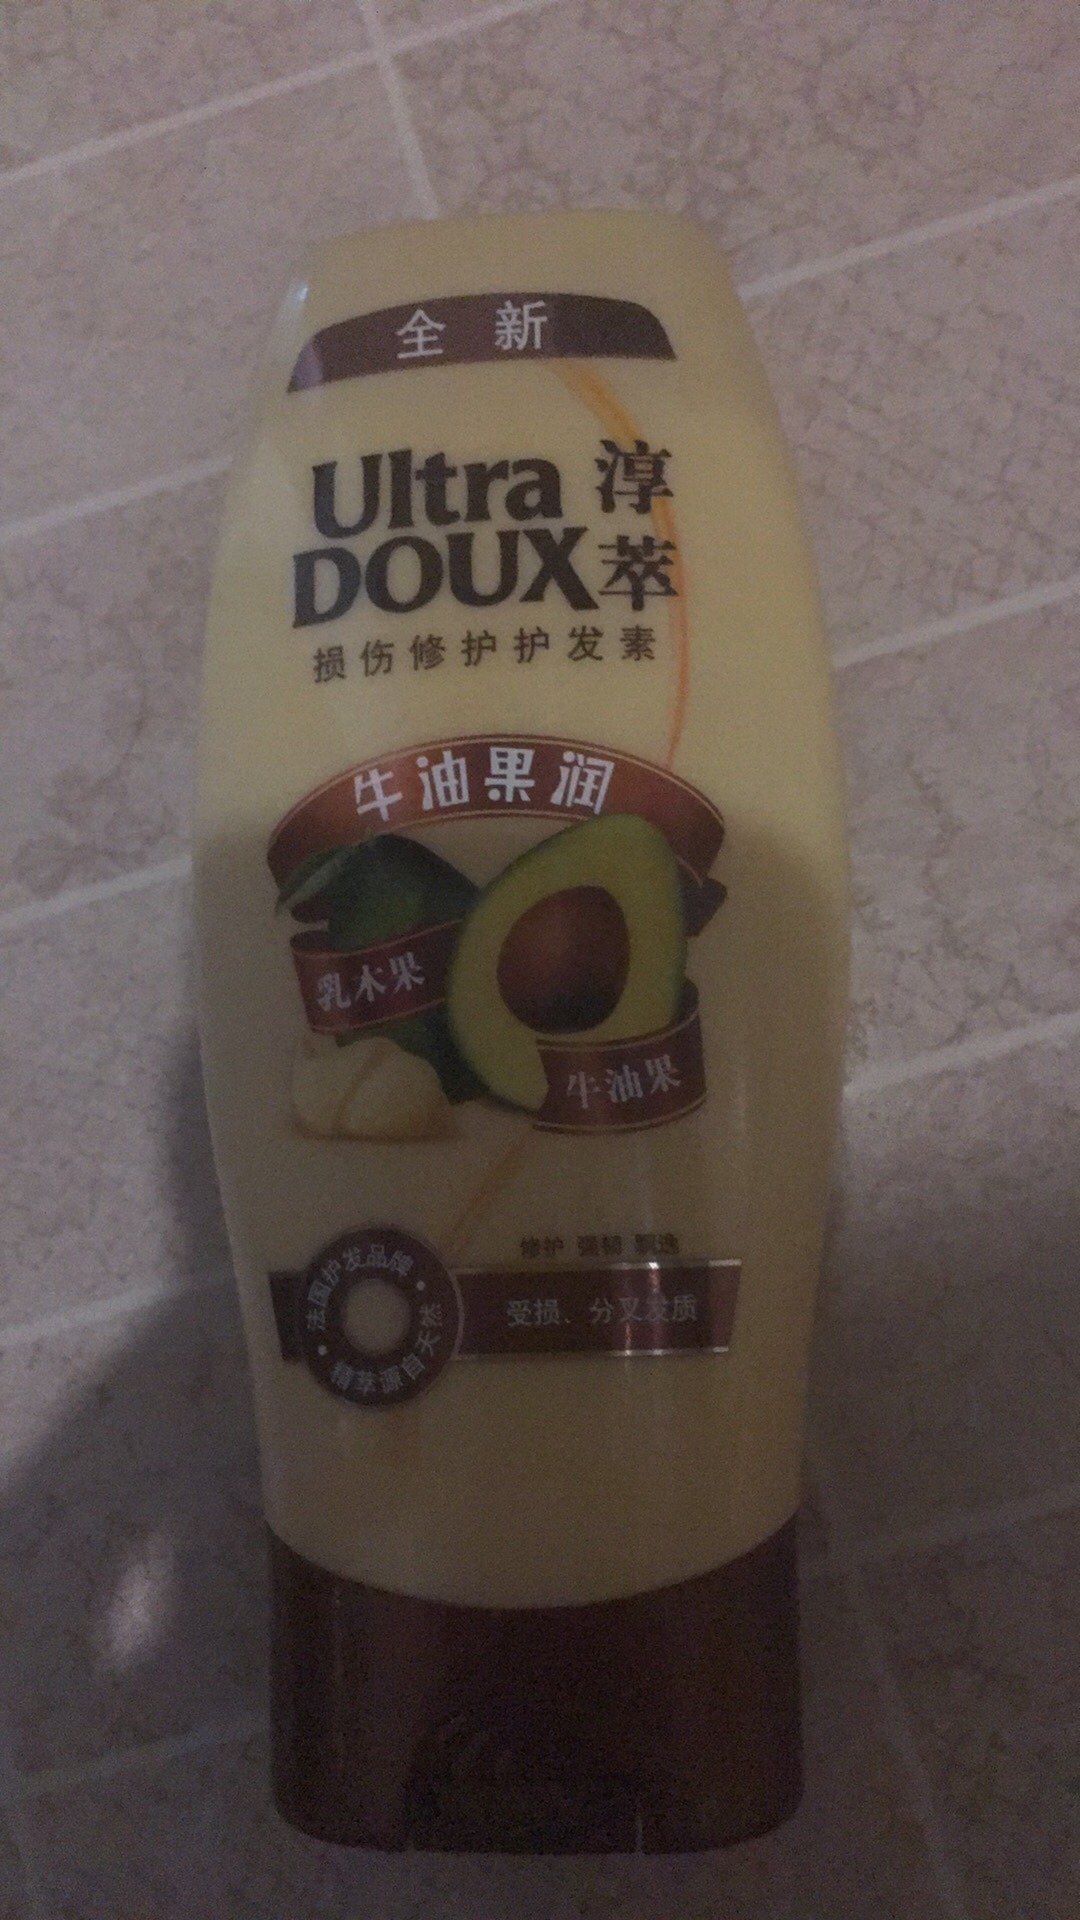 全新
Ultra 淳
DOUX 萃
损伤修护护发素
牛油果润
乳木果
牛油果
修护 强韧 飘逸
法国护发品牌
精萃源自天然
受损、分叉发质